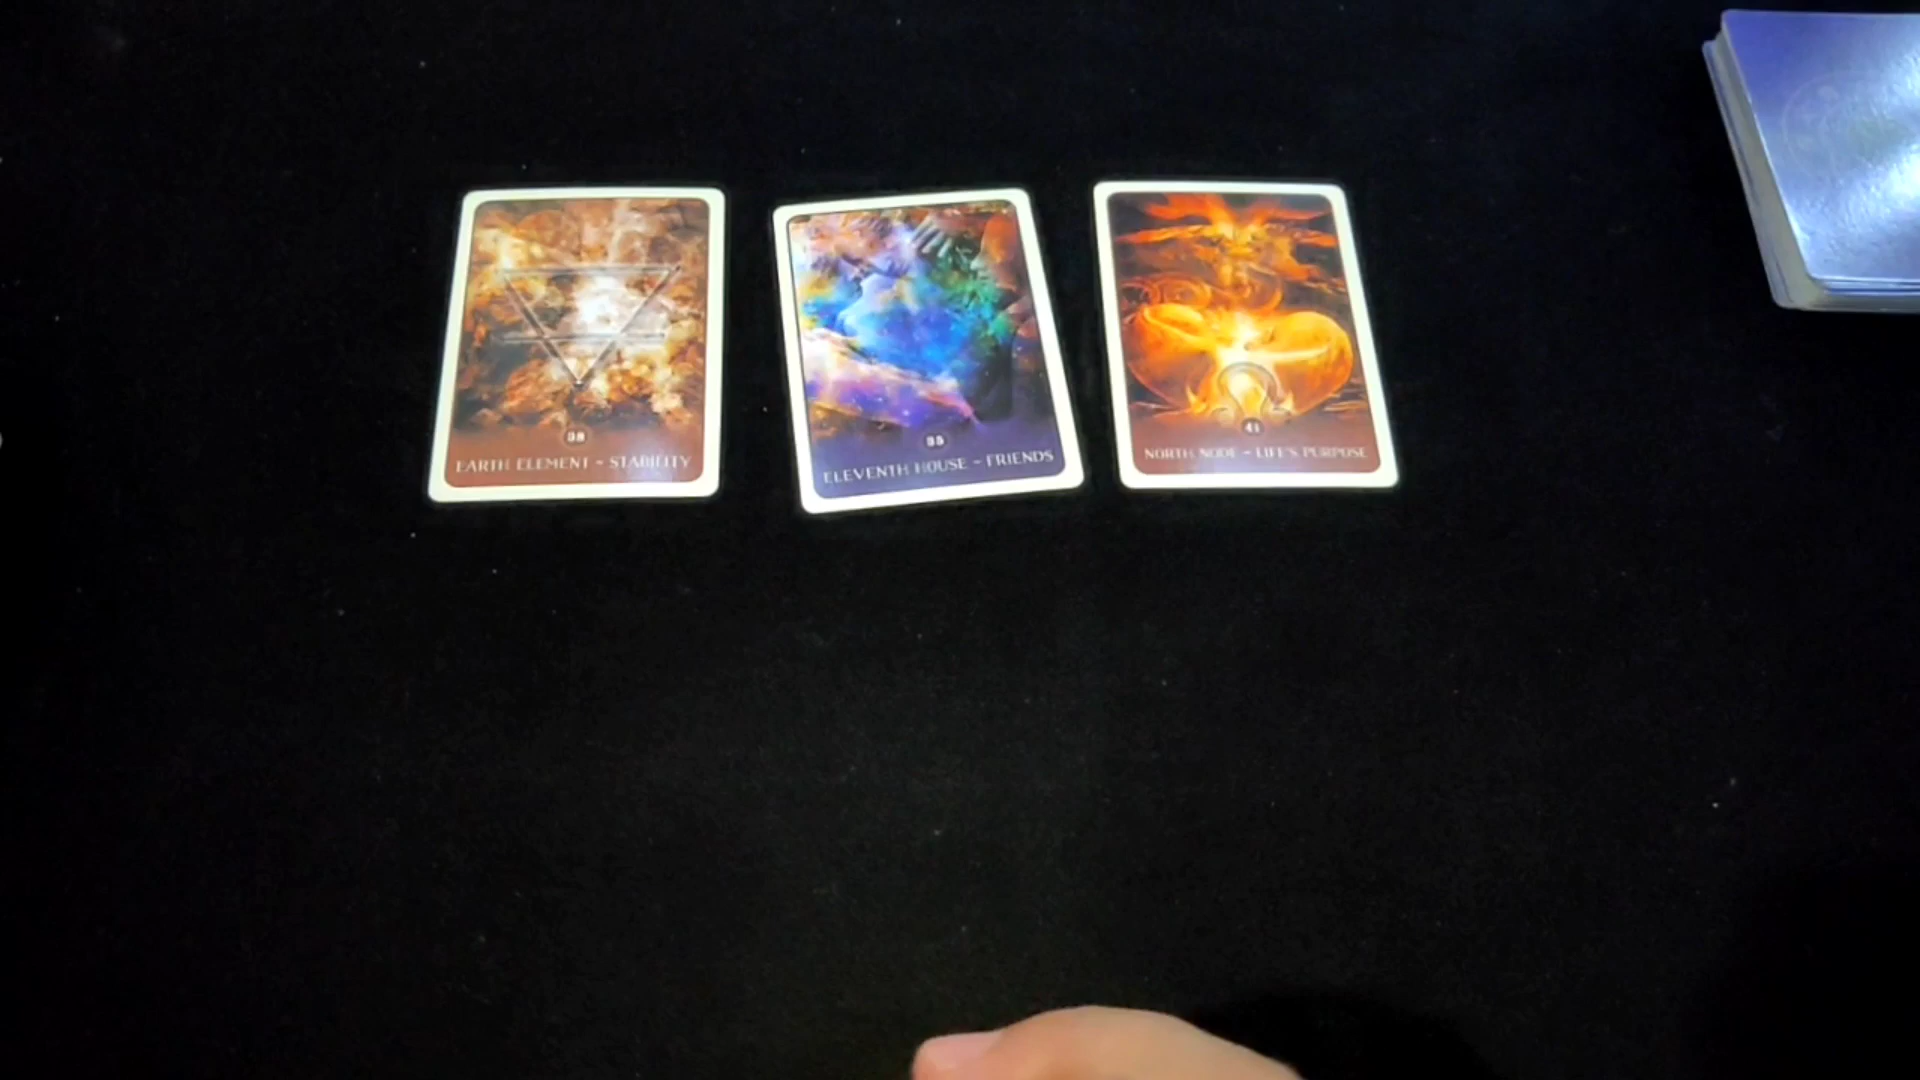 38
EARTH ELEMENT ~ STABILITY
35
ELEVENTH HOUSE ~ FRIENDS
41
NORTH NODE ~ LIFE'S PURPOSE